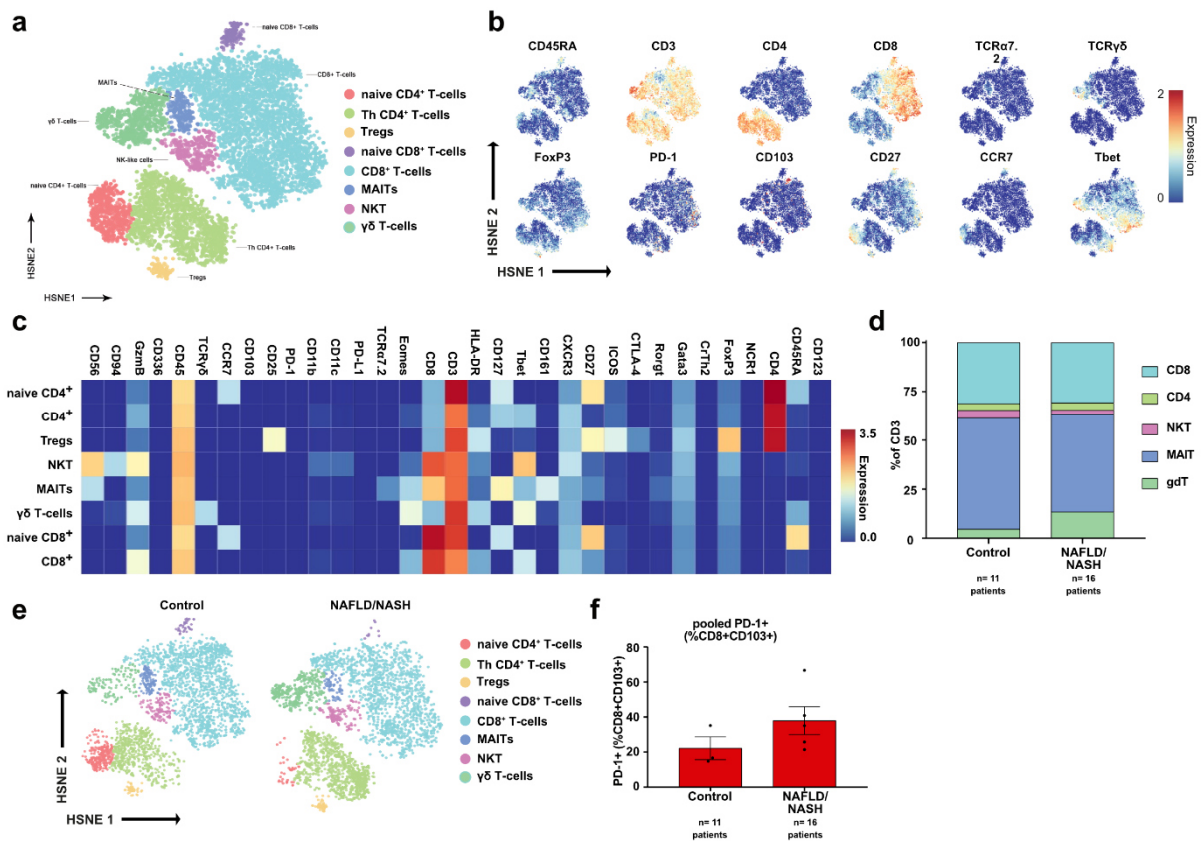 a
naive CD8+ T-cells
MAITs
CD8+ T-cells
γδ T-cells
NK-like cells
naive CD4+ T-cells
Th CD4+ T-cells
Tregs
HSNE2
HSNE1
naive CD4⁺ T-cells
Th CD4⁺ T-cells
Tregs
naive CD8⁺ T-cells
CD8⁺ T-cells
MAITs
NKT
γδ T-cells
b
CD45RA CD3 CD4 CD8 TCRα7. TCRγδ
2
FoxP3 PD-1 CD103 CD27 CCR7 Tbet
HSNE 2
HSNE 1
2
Expression
0
c
CD56 CD94 GzmB CD336 CD45 TCRγδ CCR7 CD103 CD25 PD-1 CD11b CD11c PD-L1 TCRα7.2 Eomes CD8 CD3 HLA-DR CD127 Tbet CD161 CXCR3 CD27 ICOS CTLA-4 Rorgt Gata3 CrTh2 FoxP3 NCR1 CD4 CD45RA CD123
naive CD4⁺
CD4⁺
Tregs
NKT
MAITs
γδ T-cells
naive CD8⁺
CD8⁺
3.5
Expression
0.0
d
%of CD3
100
75
50
25
0
Control
n= 11
patients
NAFLD/
NASH
n= 16
patients
CD8
CD4
NKT
MAIT
gdT
e
Control NAFLD/NASH
HSNE 2
HSNE 1
naive CD4⁺ T-cells
Th CD4⁺ T-cells
Tregs
naive CD8⁺ T-cells
CD8⁺ T-cells
MAITs
NKT
γδ T-cells
f
pooled PD-1+
(%CD8+CD103+)
PD-1+ (%CD8+CD103+)
80
60
40
20
0
Control
n= 11
patients
NAFLD/
NASH
n= 16
patients